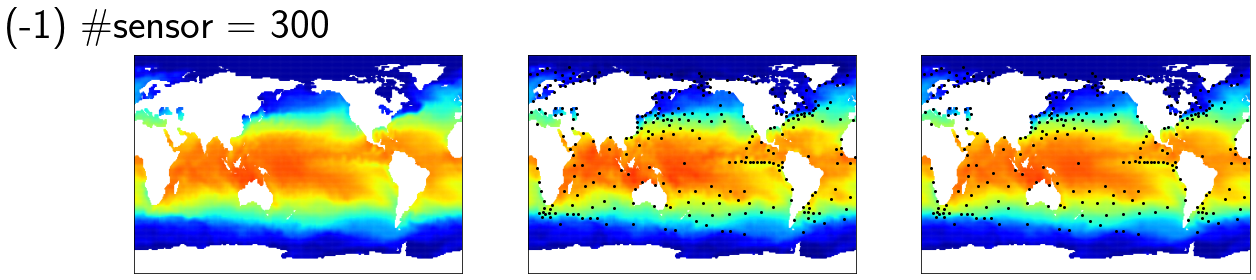 (-1) #sensor = 300